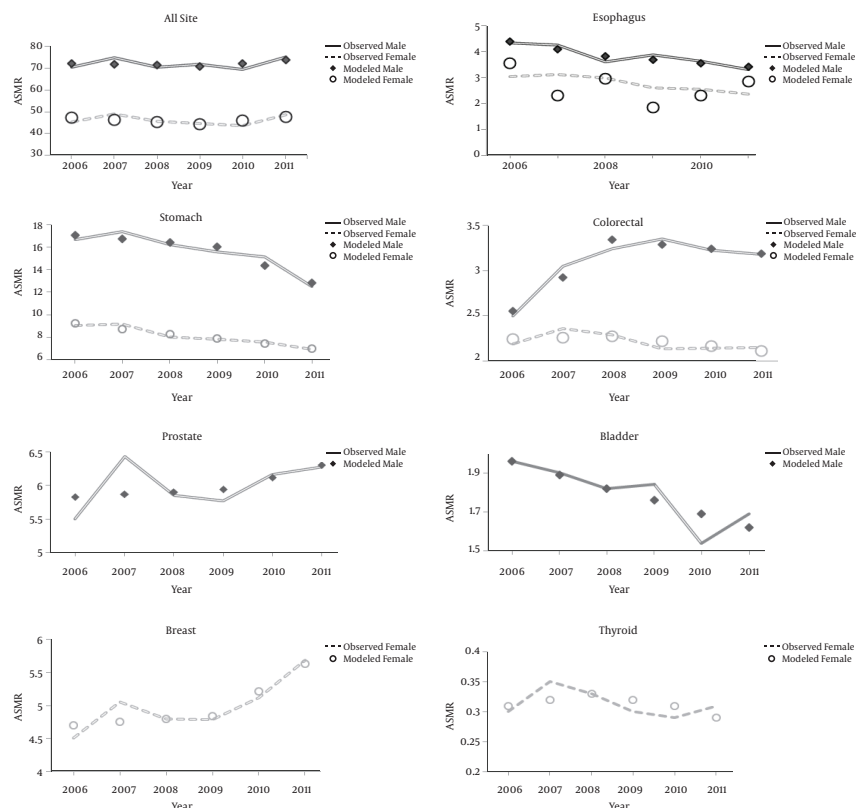 All Site
80
70
60
50
40
30
ASMR
2006 2007 2008 2009 2010 2011
Year
Observed Male
Observed Female
Modeled Male
Modeled Female
Esophagus
5
4
3
2
1
0
ASMR
2006 2008 2010
Year
Observed Male
Observed Female
Modeled Male
Modeled Female
Stomach
18
16
14
12
10
8
6
ASMR
2006 2007 2008 2009 2010 2011
Year
Observed Male
Observed Female
Modeled Male
Modeled Female
Colorectal
3.5
3
2.5
2
ASMR
2006 2007 2008 2009 2010 2011
Year
Observed Male
Observed Female
Modeled Male
Modeled Female
Prostate
6.5
6
5.5
5
ASMR
2006 2007 2008 2009 2010 2011
Year
Observed Male
Modeled Male
Bladder
1.9
1.7
1.5
ASMR
2006 2007 2008 2009 2010 2011
Year
Observed Male
Modeled Male
Breast
6
5.5
5
4.5
4
ASMR
2006 2007 2008 2009 2010 2011
Year
Observed Female
Modeled Female
Thyroid
0.4
0.35
0.3
0.25
0.2
ASMR
2006 2007 2008 2009 2010 2011
Year
Observed Female
Modeled Female